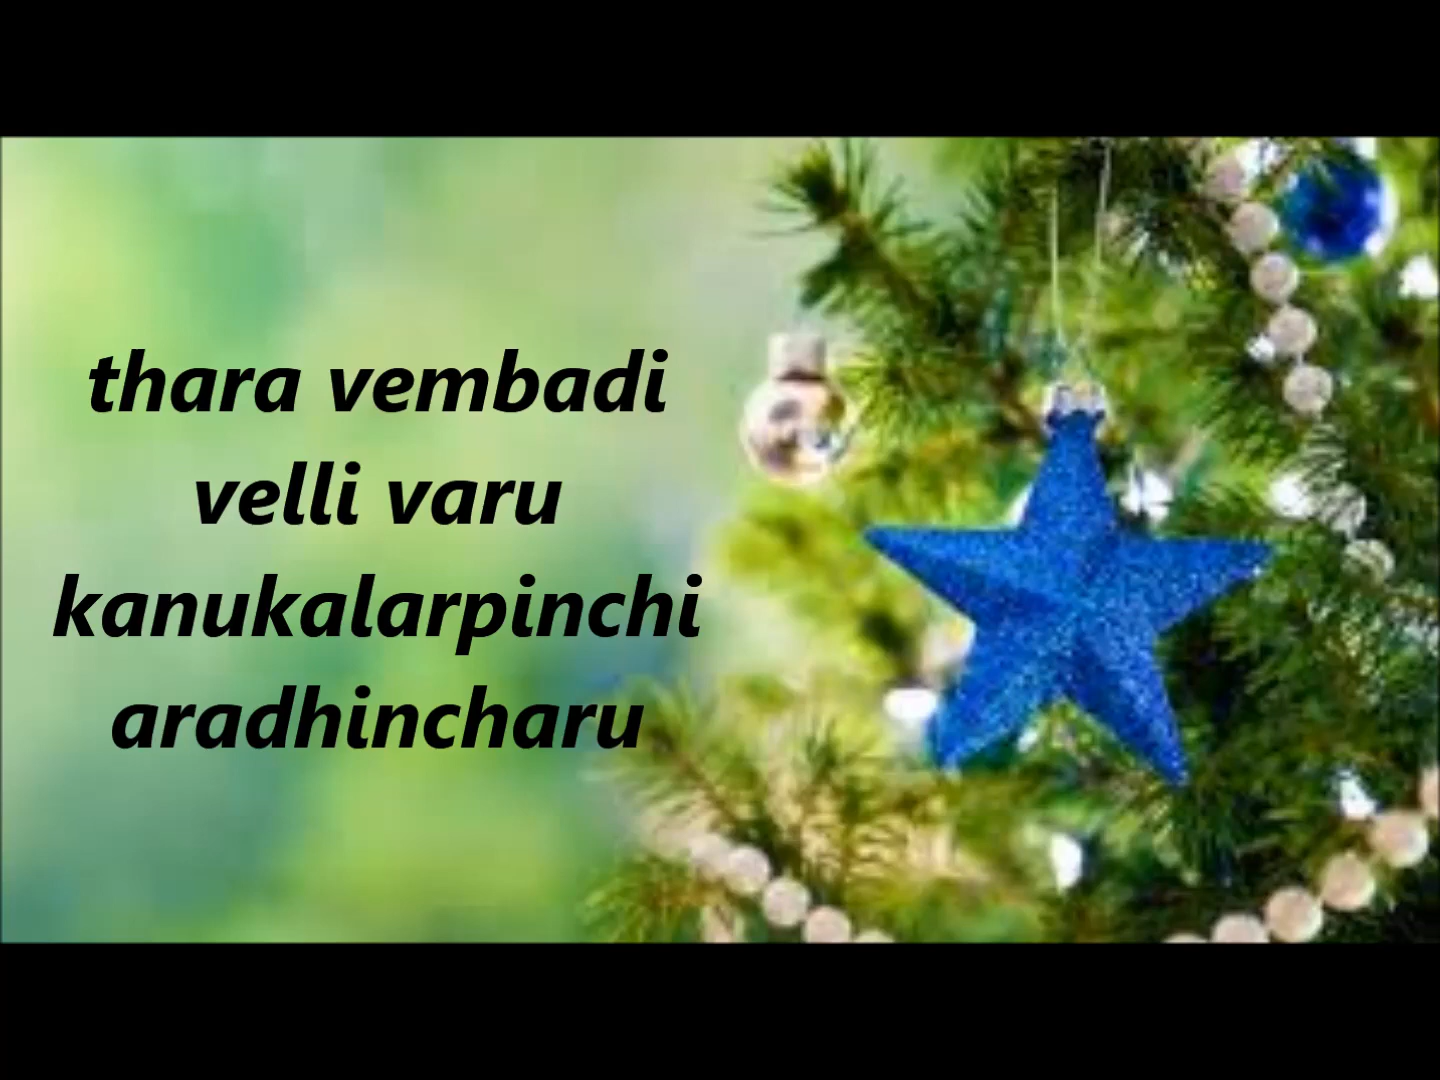 thara vembadi
velli varu
kanukalarpinchi
aradhincharu